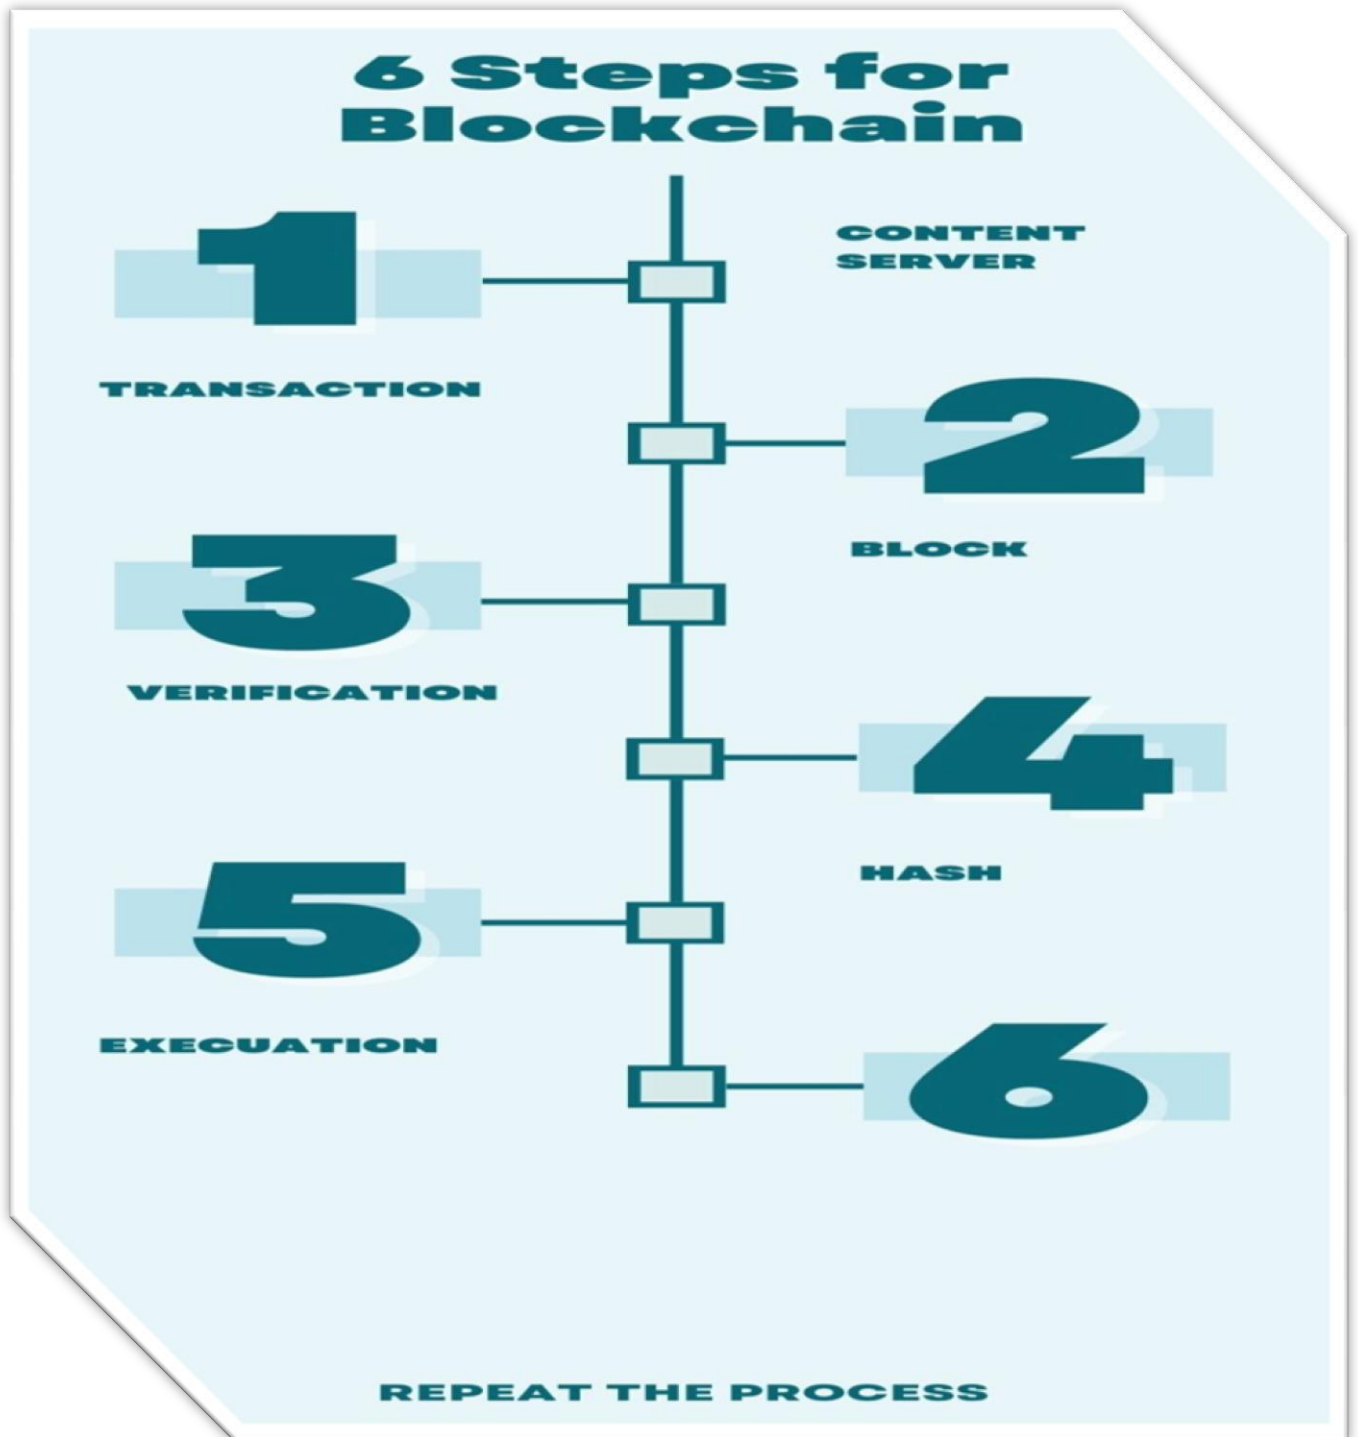 6 Steps for
Blockchain
1
CONTENT
SERVER
TRANSACTION
2
BLOCK
3
VERIFICATION
4
HASH
5
EXECUATION
6
REPEAT THE PROCESS